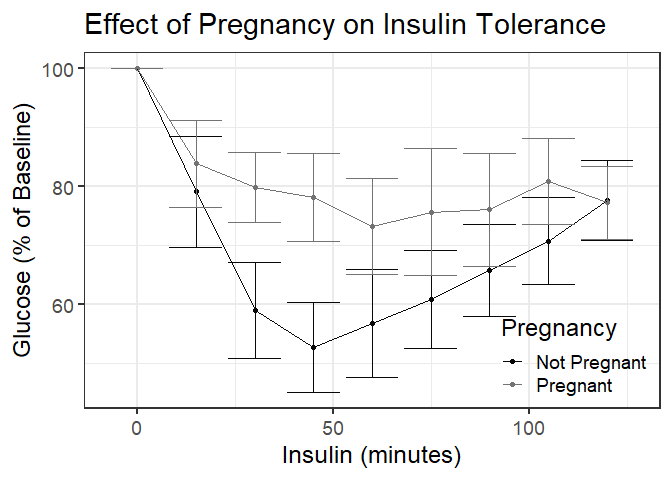 Effect of Pregnancy on Insulin Tolerance
Glucose (% of Baseline)
100
80
60
0
50
100
Insulin (minutes)
Pregnancy
Not Pregnant
Pregnant